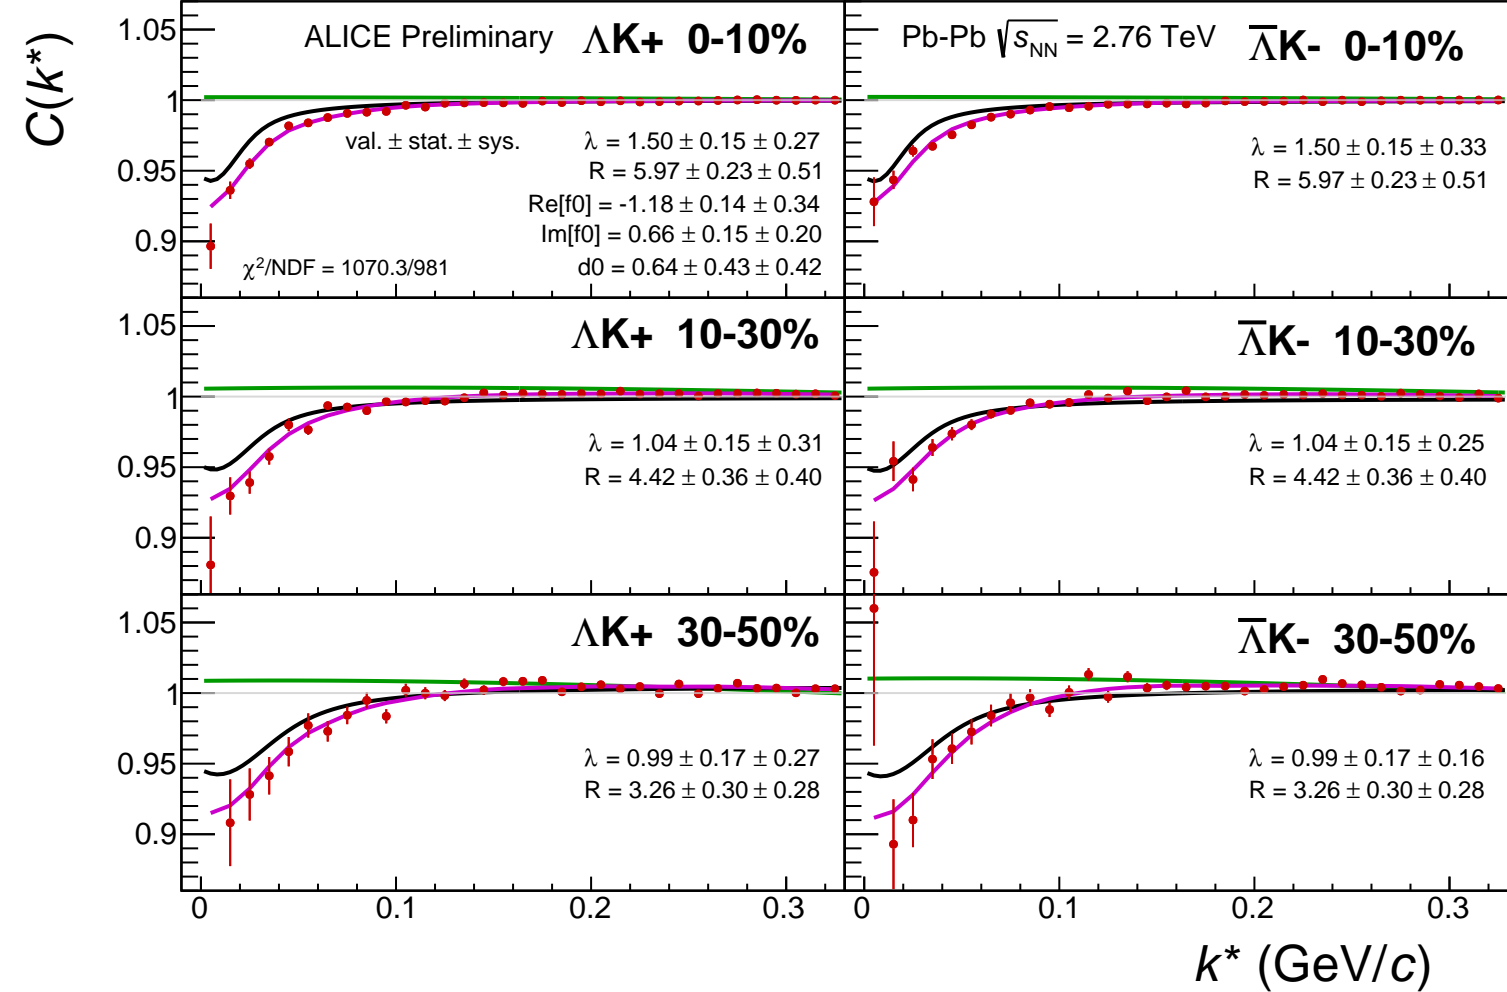 C(k*)
ALICE Preliminary ΛK+ 0-10%
val. ± stat. ± sys.
λ = 1.50 ± 0.15 ± 0.27
R = 5.97 ± 0.23 ± 0.51
Re[f0] = -1.18 ± 0.14 ± 0.34
Im[f0] = 0.66 ± 0.15 ± 0.20
χ²/NDF = 1070.3/981
d0 = 0.64 ± 0.43 ± 0.42
1.05
1
0.95
0.9
Pb-Pb √sNN = 2.76 TeV Λ̅K- 0-10%
λ = 1.50 ± 0.15 ± 0.33
R = 5.97 ± 0.23 ± 0.51
ΛK+ 10-30%
λ = 1.04 ± 0.15 ± 0.31
R = 4.42 ± 0.36 ± 0.40
1.05
1
0.95
0.9
Λ̅K- 10-30%
λ = 1.04 ± 0.15 ± 0.25
R = 4.42 ± 0.36 ± 0.40
ΛK+ 30-50%
λ = 0.99 ± 0.17 ± 0.27
R = 3.26 ± 0.30 ± 0.28
1.05
1
0.95
0.9
Λ̅K- 30-50%
λ = 0.99 ± 0.17 ± 0.16
R = 3.26 ± 0.30 ± 0.28
0 0.1 0.2 0.3
0 0.1 0.2 0.3
k* (GeV/c)